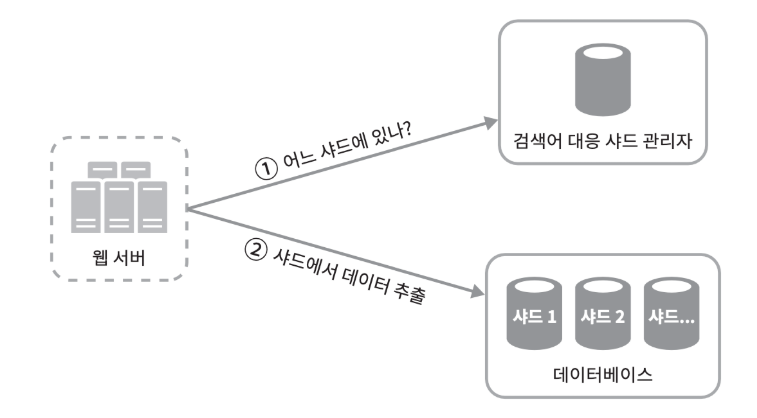 검색어 대응 샤드 관리자
① 어느 샤드에 있나?
웹 서버
② 샤드에서 데이터 추출
샤드 1 샤드 2 샤드...
데이터베이스